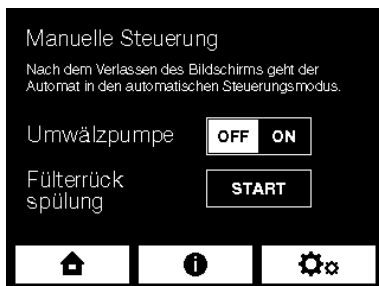 Manuelle Steuerung
Nach dem Verlassen des Bildschirms geht der
Automat in den automatischen Steuerungsmodus.
Umwälzpumpe OFF ON
Fülterrück
spülung START